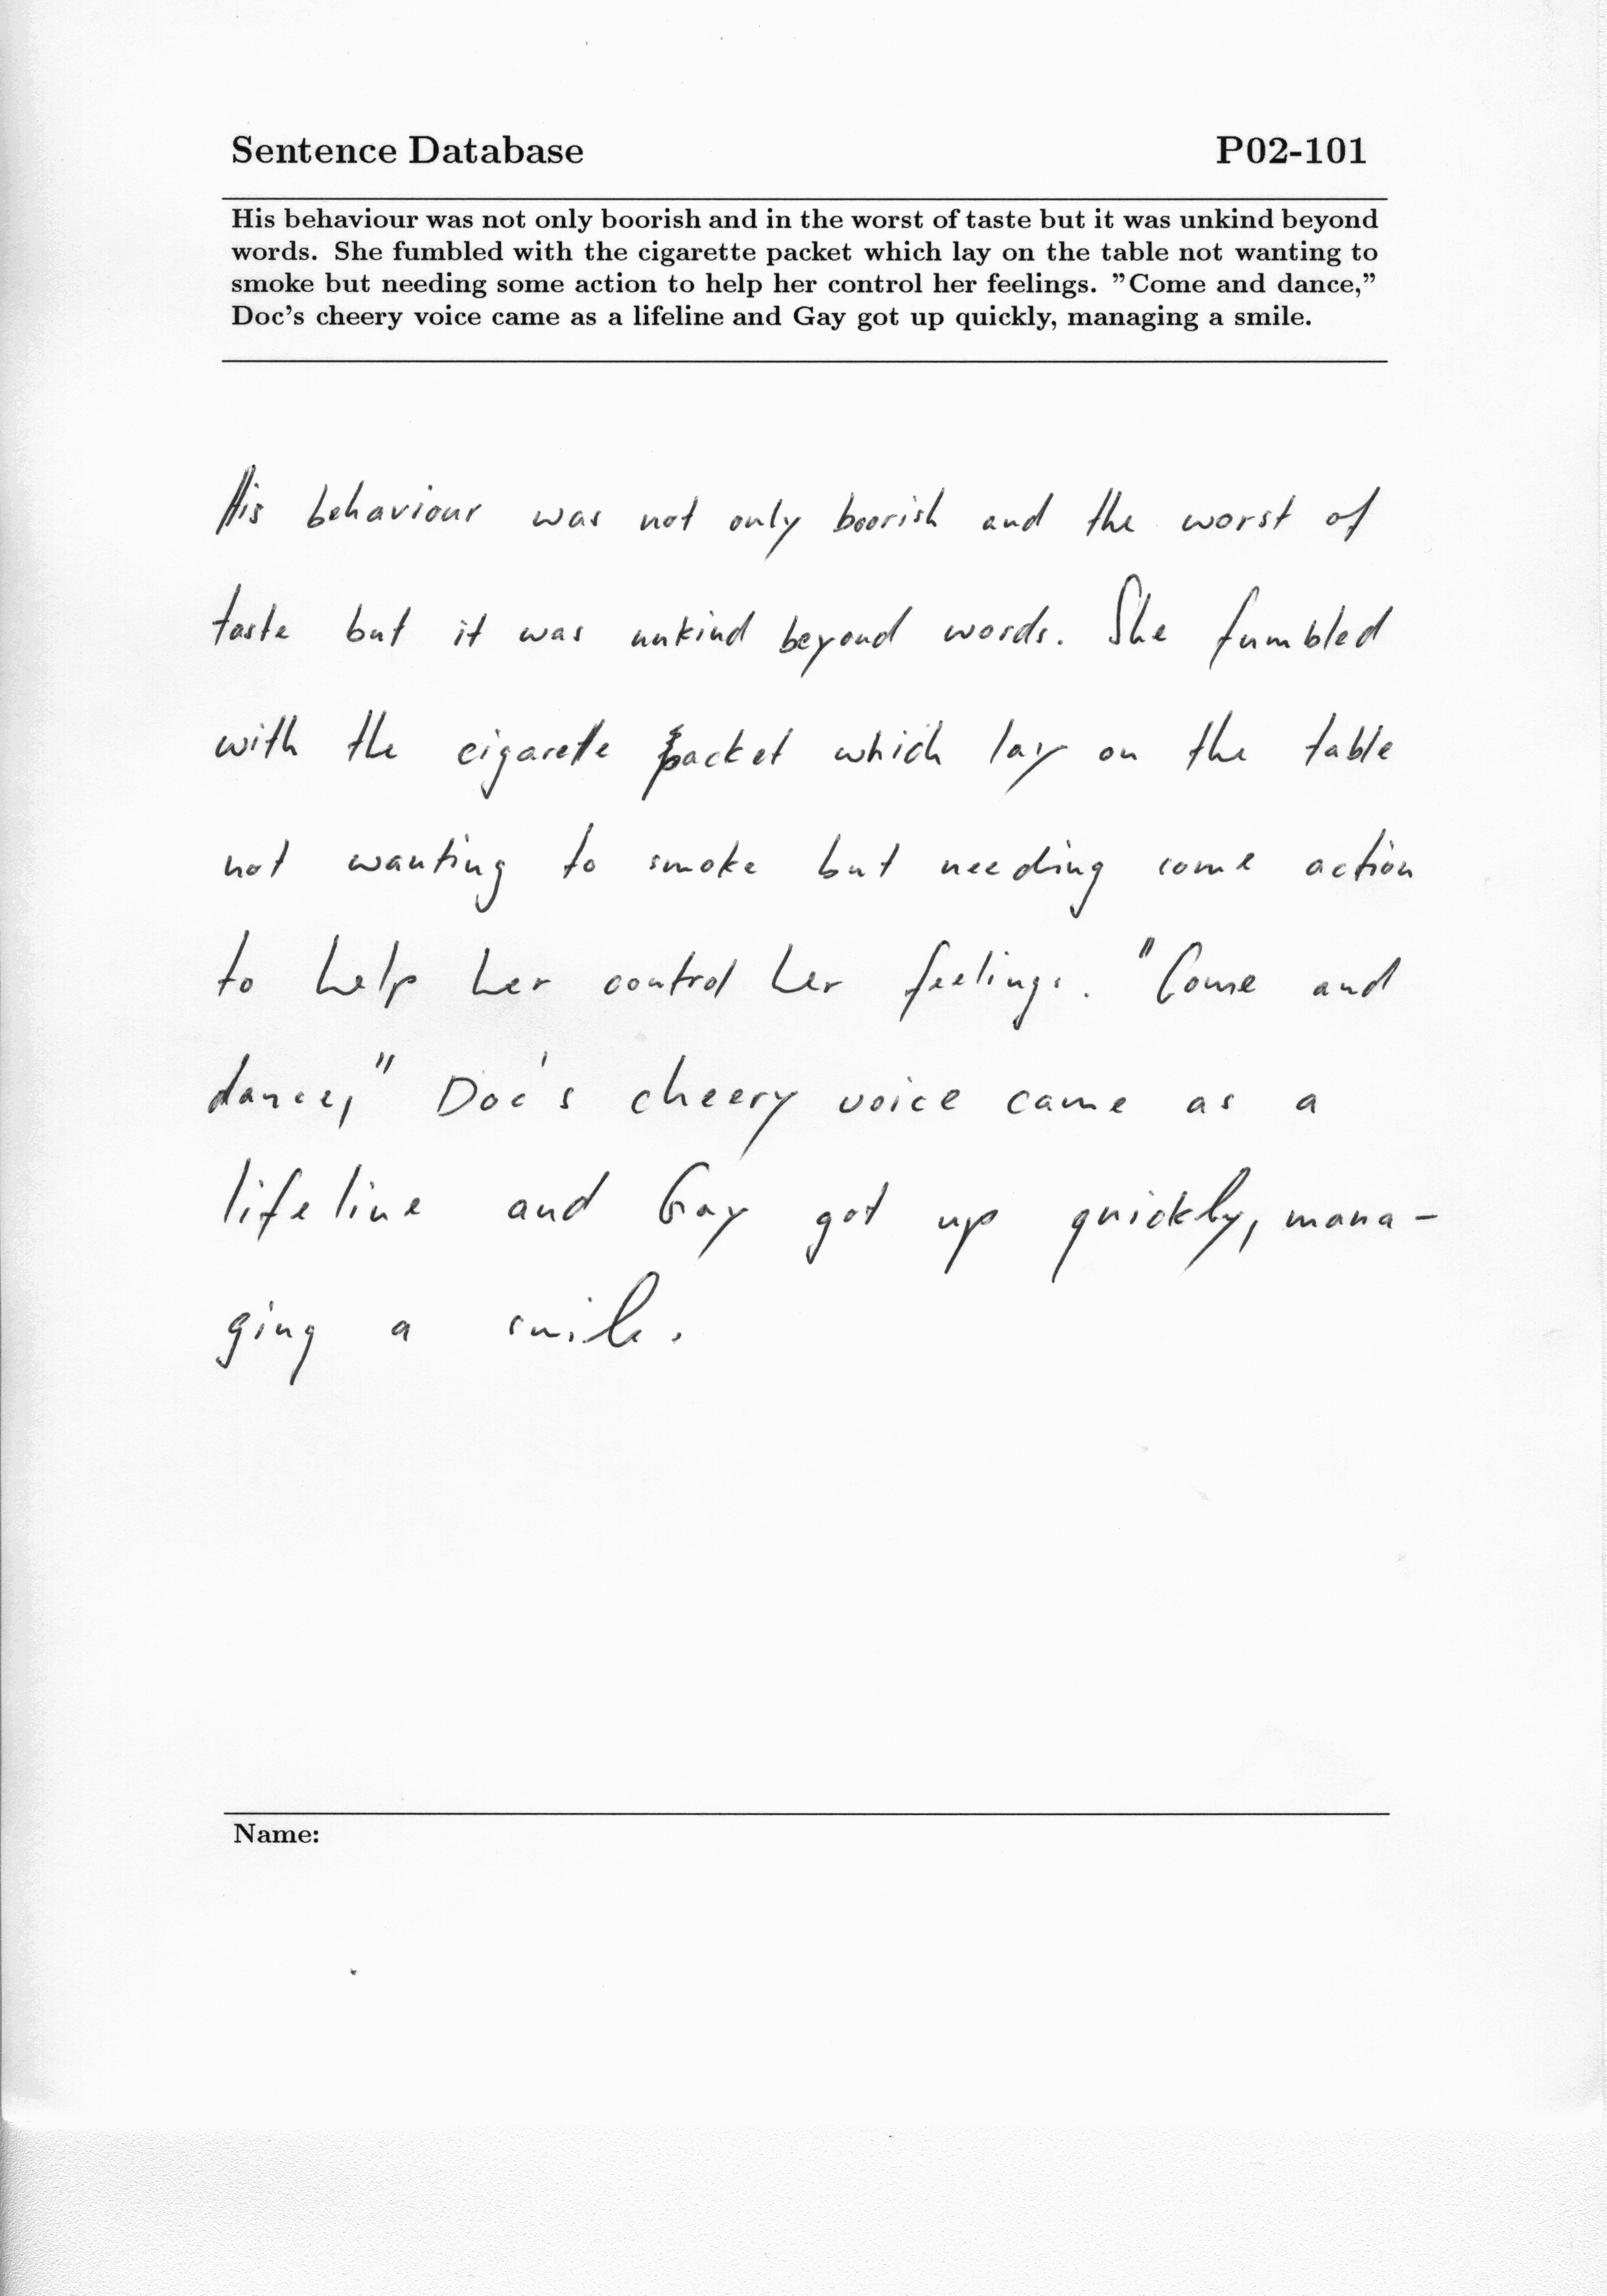 Sentence Database P02-101
His behaviour was not only boorish and in the worst of taste but it was unkind beyond
words. She fumbled with the cigarette packet which lay on the table not wanting to
smoke but needing some action to help her control her feelings. "Come and dance,"
Doc's cheery voice came as a lifeline and Gay got up quickly, managing a smile.
His behaviour was not only boorish and the worst of
taste but it was unkind beyond words. She fumbled
with the cigarette packet which lay on the table
not wanting to smoke but needing some action
to help her control her feelings. "Come and
dance," Doc's cheery voice came as a
lifeline and Gay got up quickly, mana-
ging a smile.
Name: